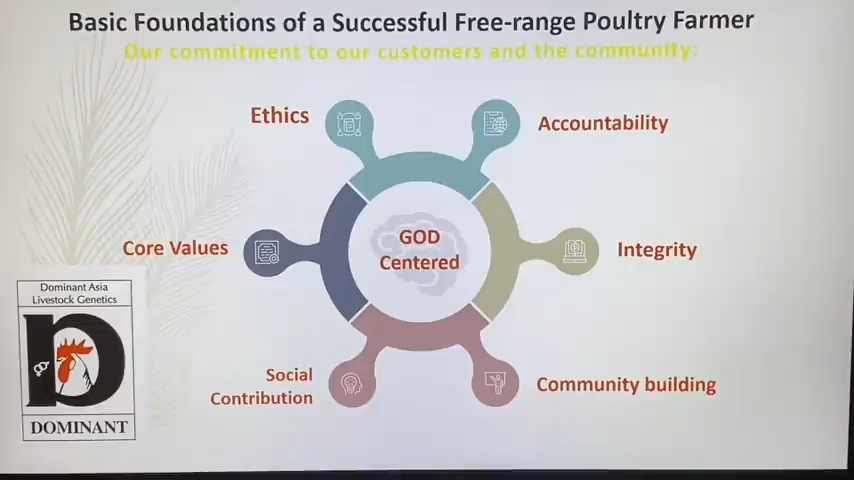 Basic Foundations of a Successful Free-range Poultry Farmer
Our commitment to our customers and the community:
Ethics
Accountability
GOD
Centered
Core Values
Integrity
Social
Contribution
Community building
Dominant Asia
Livestock Genetics
DOMINANT